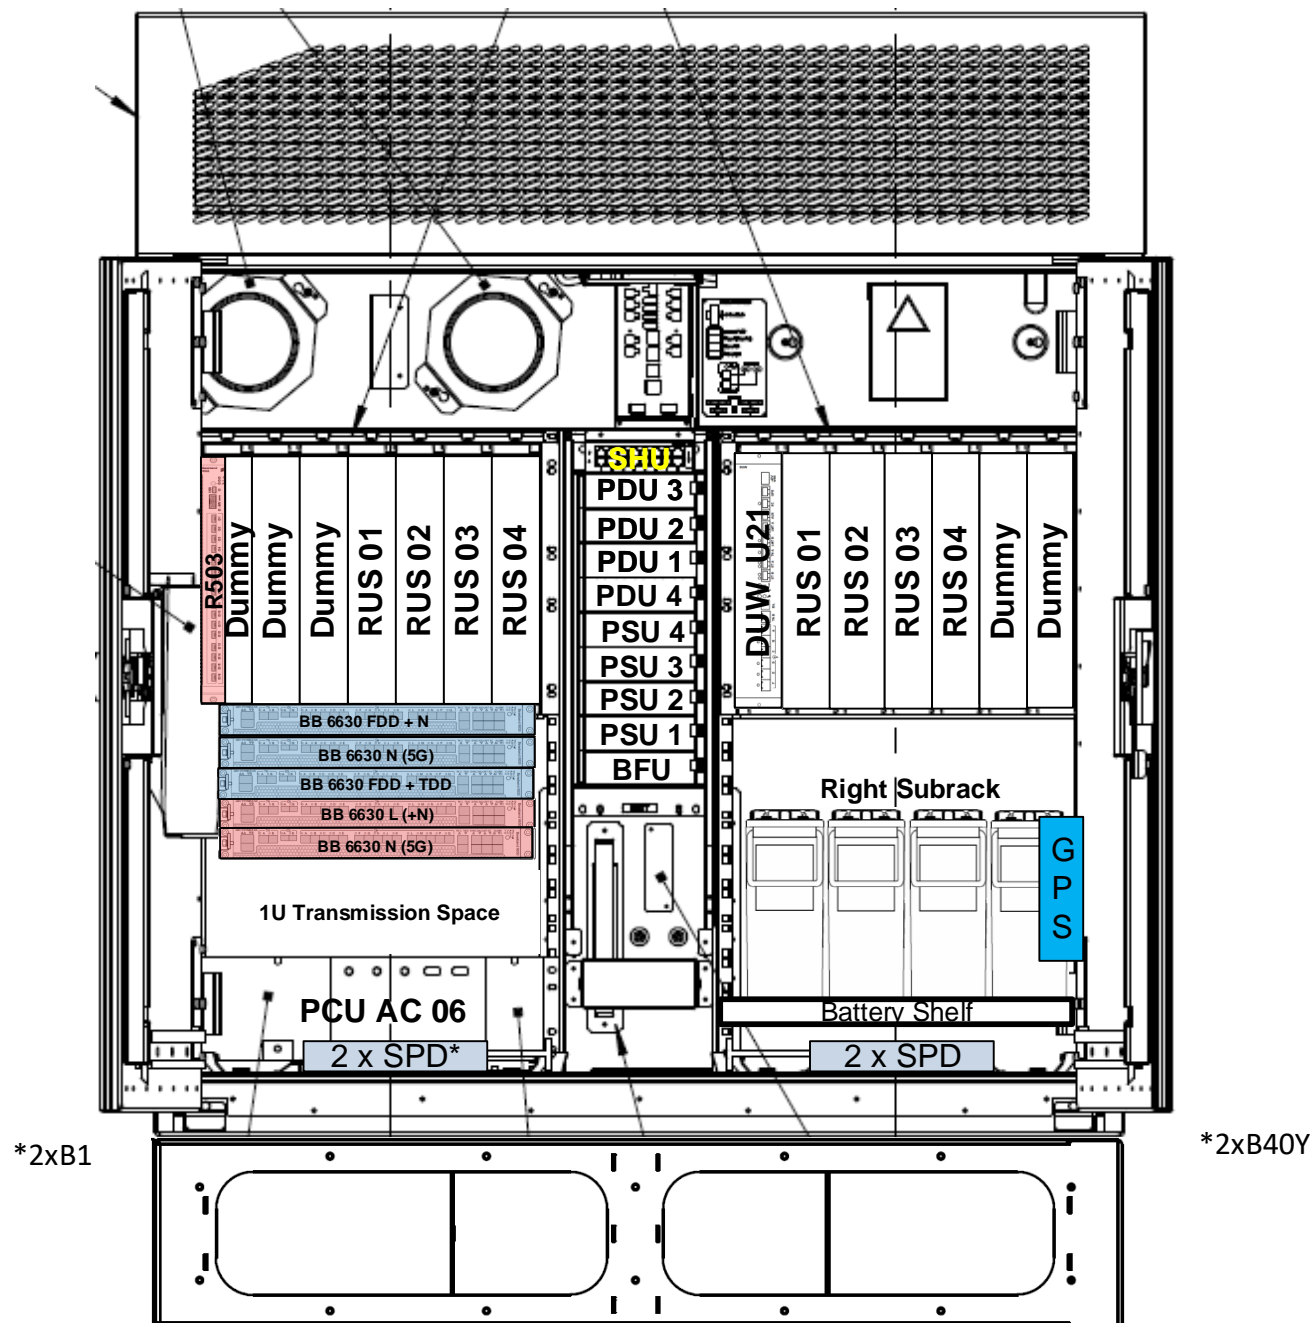 SHU
PDU 3
PDU 2
PDU 1
PDU 4
PSU 4
PSU 3
PSU 2
PSU 1
BFU
R503
Dummy
Dummy
Dummy
RUS 01
RUS 02
RUS 03
RUS 04
DUW U21
RUS 01
RUS 02
RUS 03
RUS 04
Dummy
Dummy
BB 6630 FDD + N
BB 6630 N (5G)
BB 6630 FDD + TDD
BB 6630 L (+N)
BB 6630 N (5G)
1U Transmission Space
PCU AC 06
2 x SPD*
Right Subrack
GPS
Battery Shelf
2 x SPD
*2xB1
*2xB40Y